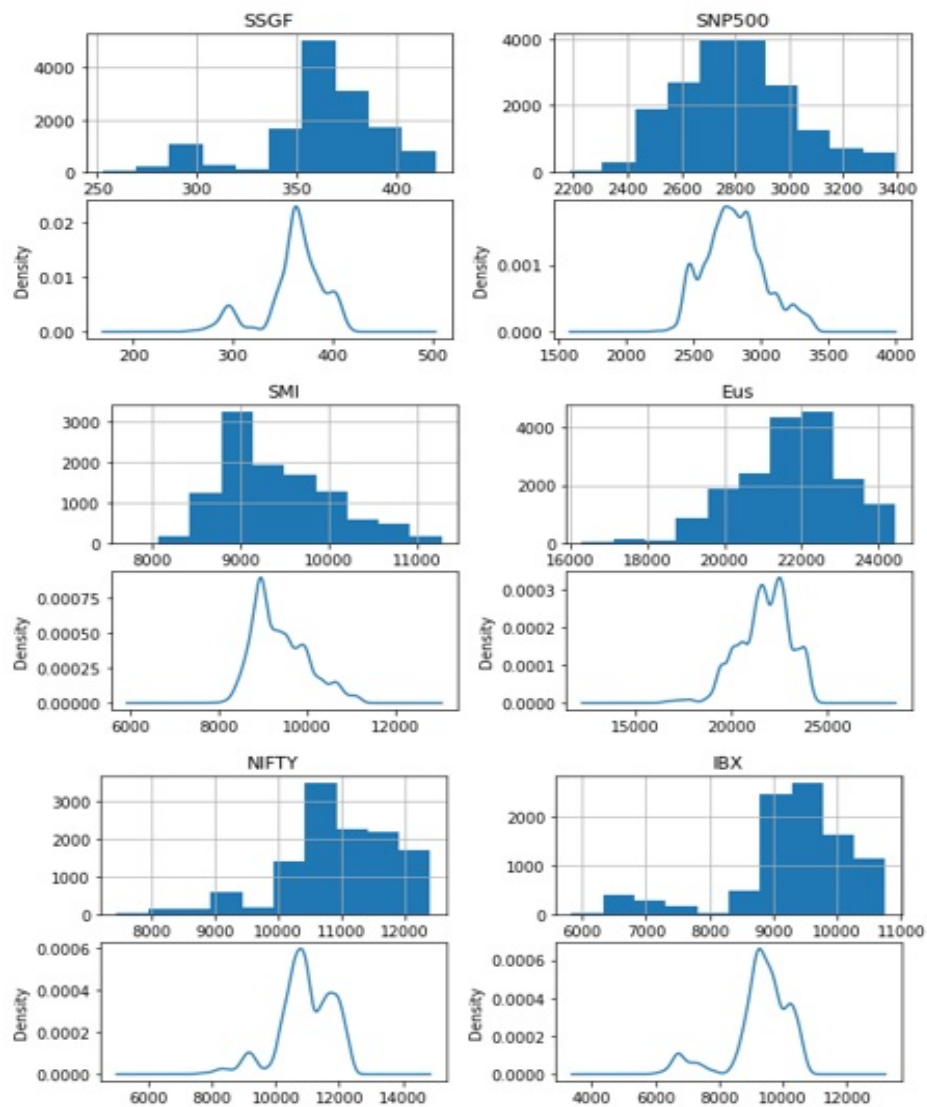 SSGF
4000
2000
0
250 300 350 400
Density
0.02
0.01
0.00
200 300 400 500
SNP500
4000
2000
0
2200 2400 2600 2800 3000 3200 3400
Density
0.001
0.000
1500 2000 2500 3000 3500 4000
SMI
3000
2000
1000
0
8000 9000 10000 11000
Density
0.00075
0.00050
0.00025
0.00000
6000 8000 10000 12000
Eus
4000
2000
0
16000 18000 20000 22000 24000
Density
0.0003
0.0002
0.0001
0.0000
15000 20000 25000
NIFTY
3000
2000
1000
0
8000 9000 10000 11000 12000
Density
0.0006
0.0004
0.0002
0.0000
6000 8000 10000 12000 14000
IBX
2000
1000
0
6000 7000 8000 9000 10000 11000
Density
0.0006
0.0004
0.0002
0.0000
4000 6000 8000 10000 12000